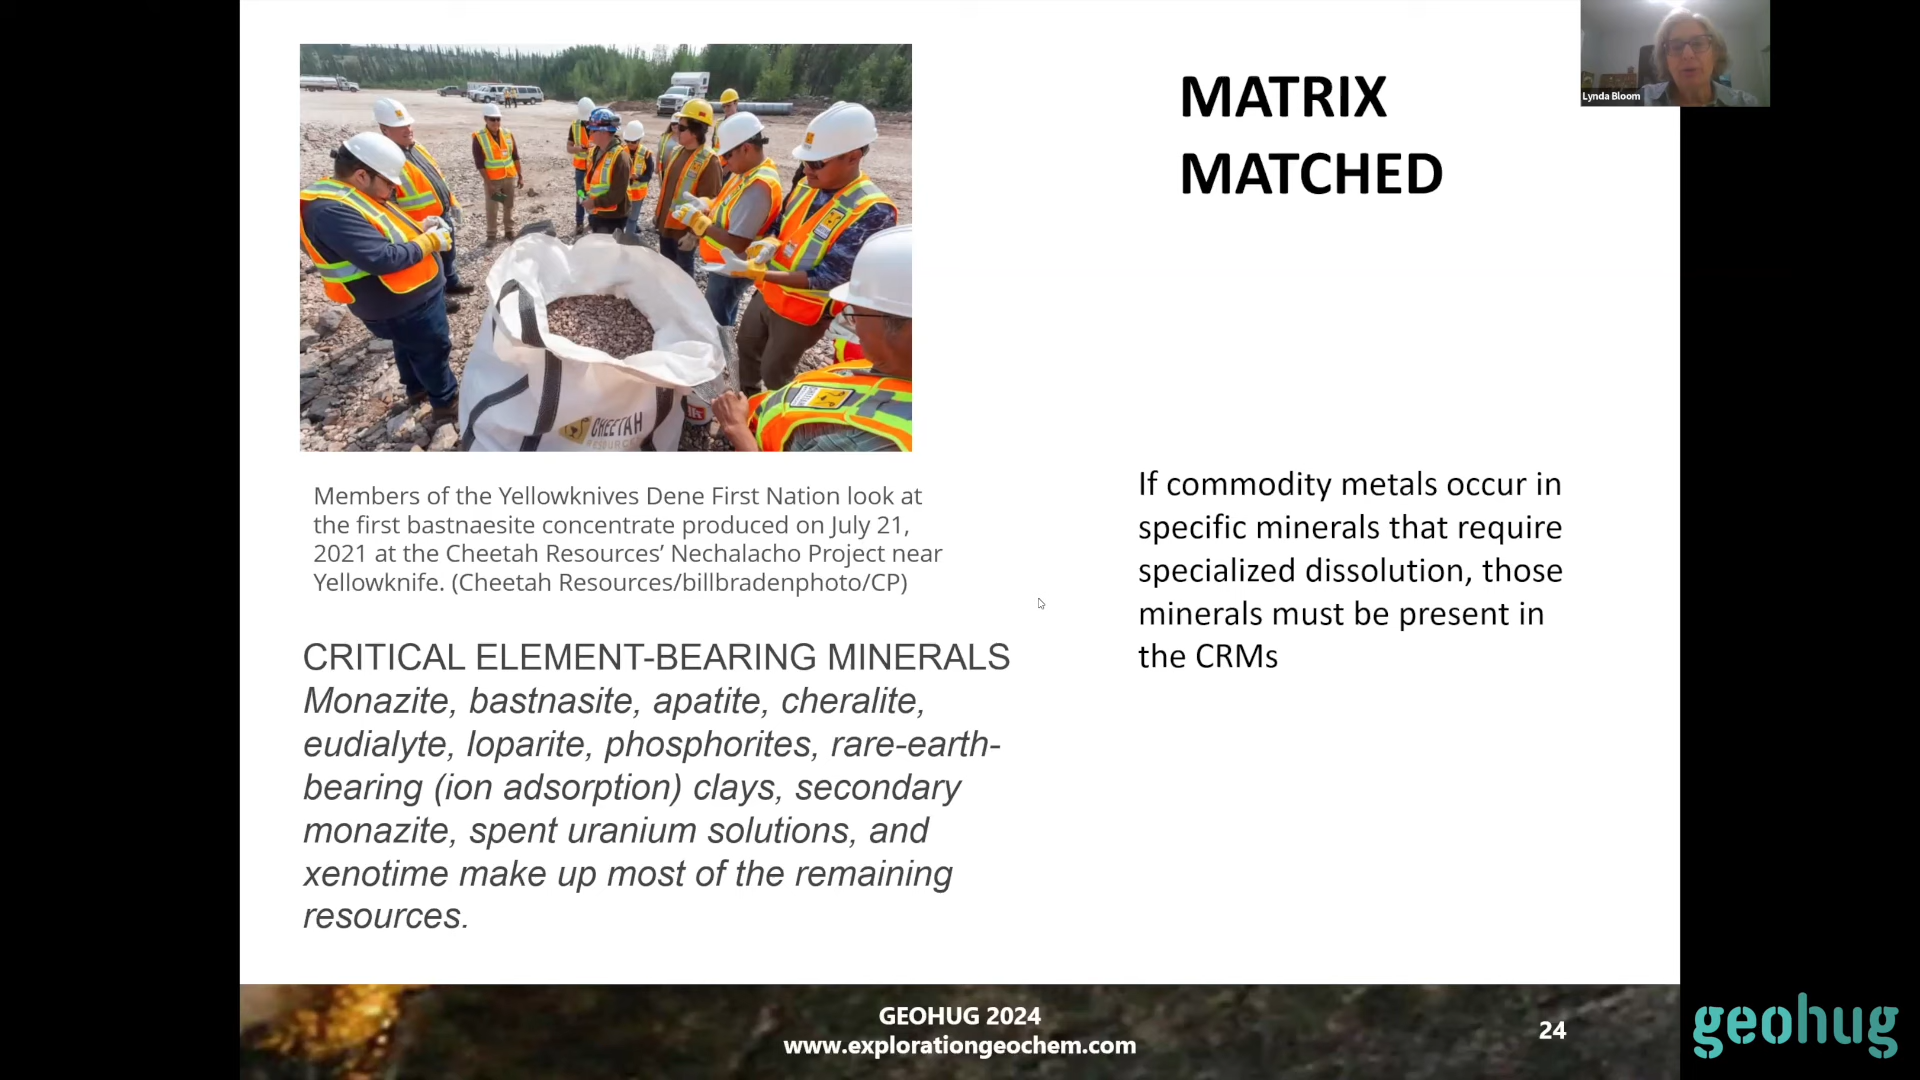 MATRIX
MATCHED
Lynda Bloom
CHEETAH
RESOURCES
Members of the Yellowknives Dene First Nation look at
the first bastnaesite concentrate produced on July 21,
2021 at the Cheetah Resources’ Nechalacho Project near
Yellowknife. (Cheetah Resources/billbradenphoto/CP)
CRITICAL ELEMENT-BEARING MINERALS
Monazite, bastnasite, apatite, cheralite,
eudialyte, loparite, phosphorites, rare-earth-
bearing (ion adsorption) clays, secondary
monazite, spent uranium solutions, and
xenotime make up most of the remaining
resources.
If commodity metals occur in
specific minerals that require
specialized dissolution, those
minerals must be present in
the CRMs
GEOHUG 2024
www.explorationgeochem.com
24
geohug